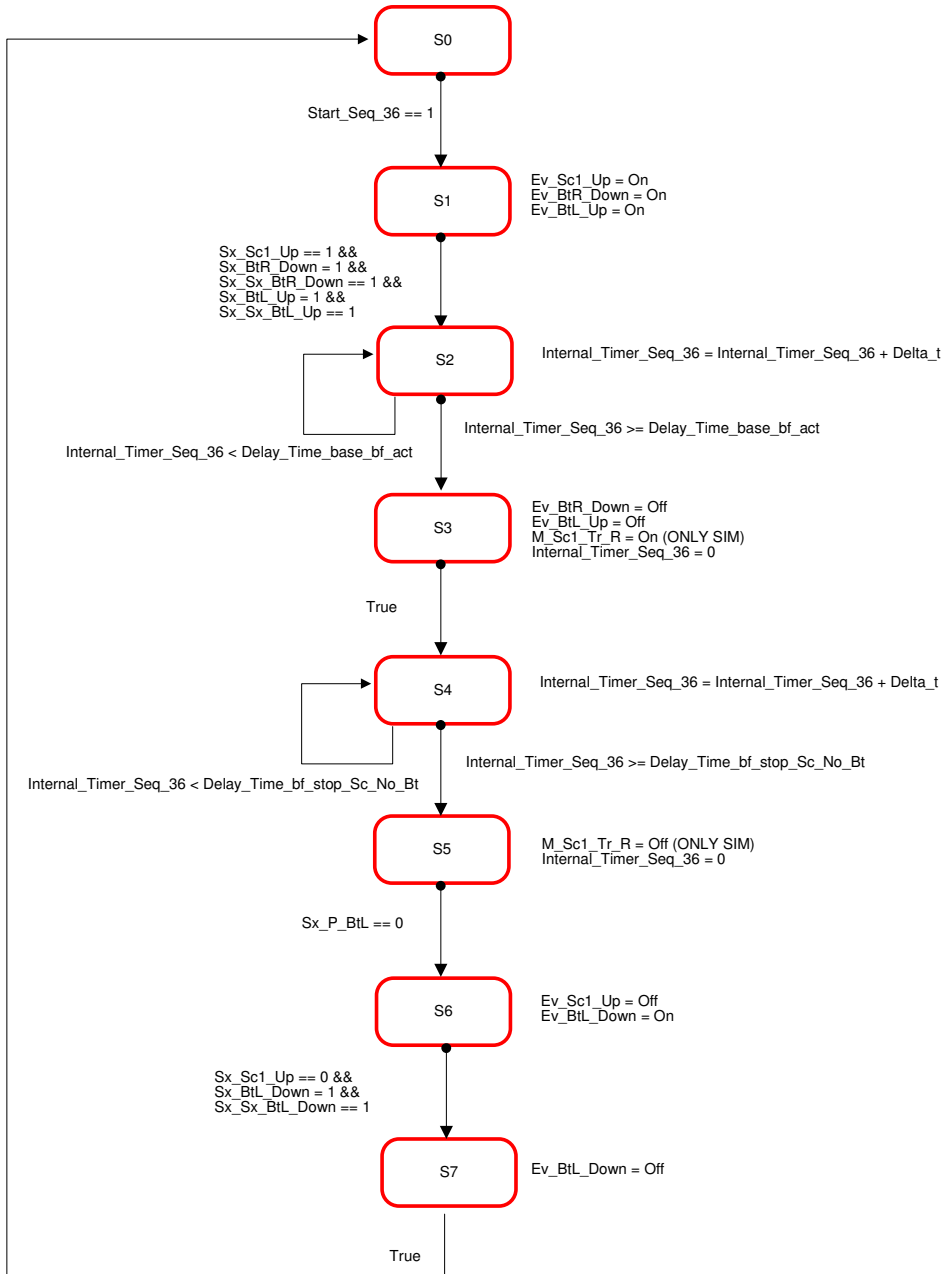 S0
Start_Seq_36 == 1
S1
Ev_Sc1_Up = On
Ev_BtR_Down = On
Ev_BtL_Up = On
Sx_Sc1_Up == 1 &&
Sx_BtR_Down = 1 &&
Sx_Sx_BtR_Down == 1 &&
Sx_BtL_Up = 1 &&
Sx_Sx_BtL_Up == 1
S2
Internal_Timer_Seq_36 = Internal_Timer_Seq_36 + Delta_t
Internal_Timer_Seq_36 < Delay_Time_base_bf_act
Internal_Timer_Seq_36 >= Delay_Time_base_bf_act
S3
Ev_BtR_Down = Off
Ev_BtL_Up = Off
M_Sc1_Tr_R = On (ONLY SIM)
Internal_Timer_Seq_36 = 0
True
S4
Internal_Timer_Seq_36 = Internal_Timer_Seq_36 + Delta_t
Internal_Timer_Seq_36 < Delay_Time_bf_stop_Sc_No_Bt
Internal_Timer_Seq_36 >= Delay_Time_bf_stop_Sc_No_Bt
S5
M_Sc1_Tr_R = Off (ONLY SIM)
Internal_Timer_Seq_36 = 0
Sx_P_BtL == 0
S6
Ev_Sc1_Up = Off
Ev_BtL_Down = On
Sx_Sc1_Up == 0 &&
Sx_BtL_Down = 1 &&
Sx_Sx_BtL_Down == 1
S7
Ev_BtL_Down = Off
True